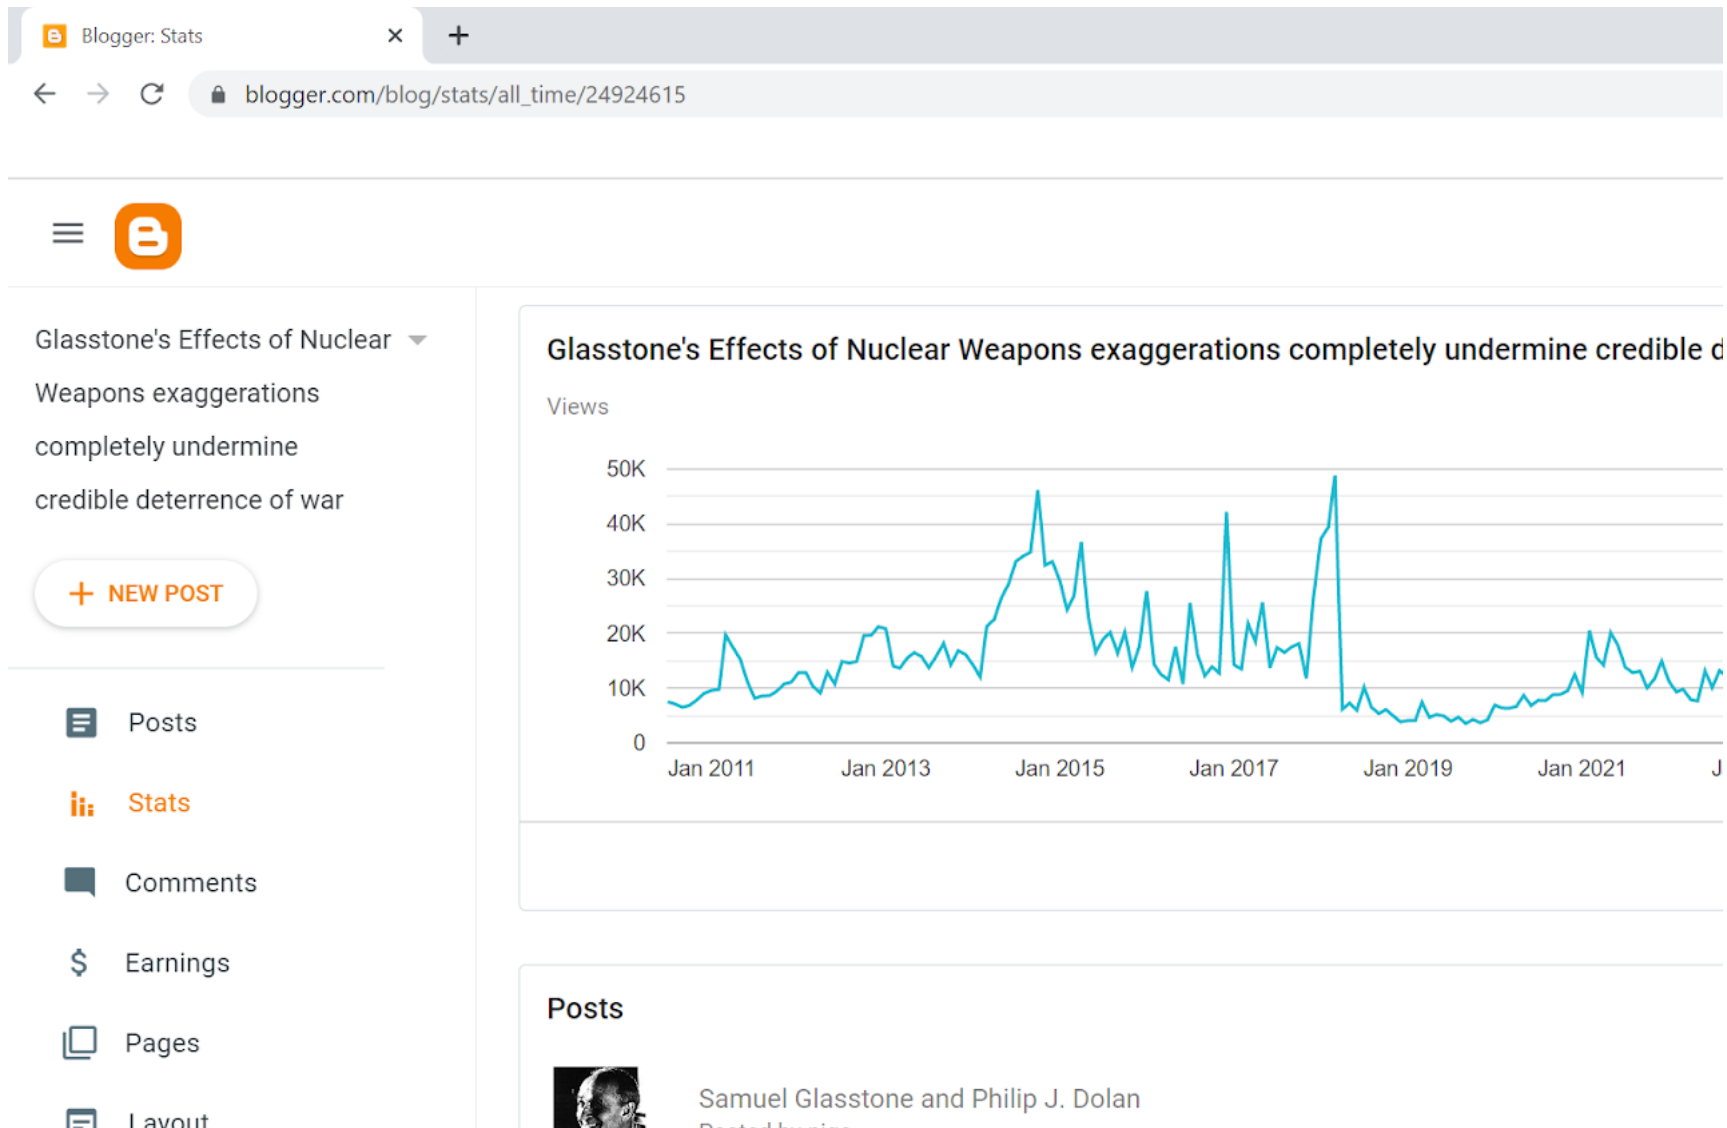 Blogger: Stats
blogger.com/blog/stats/all_time/24924615
Glasstone's Effects of Nuclear
Weapons exaggerations
completely undermine
credible deterrence of war
+ NEW POST
Posts
Stats
Comments
Earnings
Pages
Layout
Glasstone's Effects of Nuclear Weapons exaggerations completely undermine credible d
Views
50K
40K
30K
20K
10K
0
Jan 2011 Jan 2013 Jan 2015 Jan 2017 Jan 2019 Jan 2021 J
Posts
Samuel Glasstone and Philip J. Dolan
Posted by nige